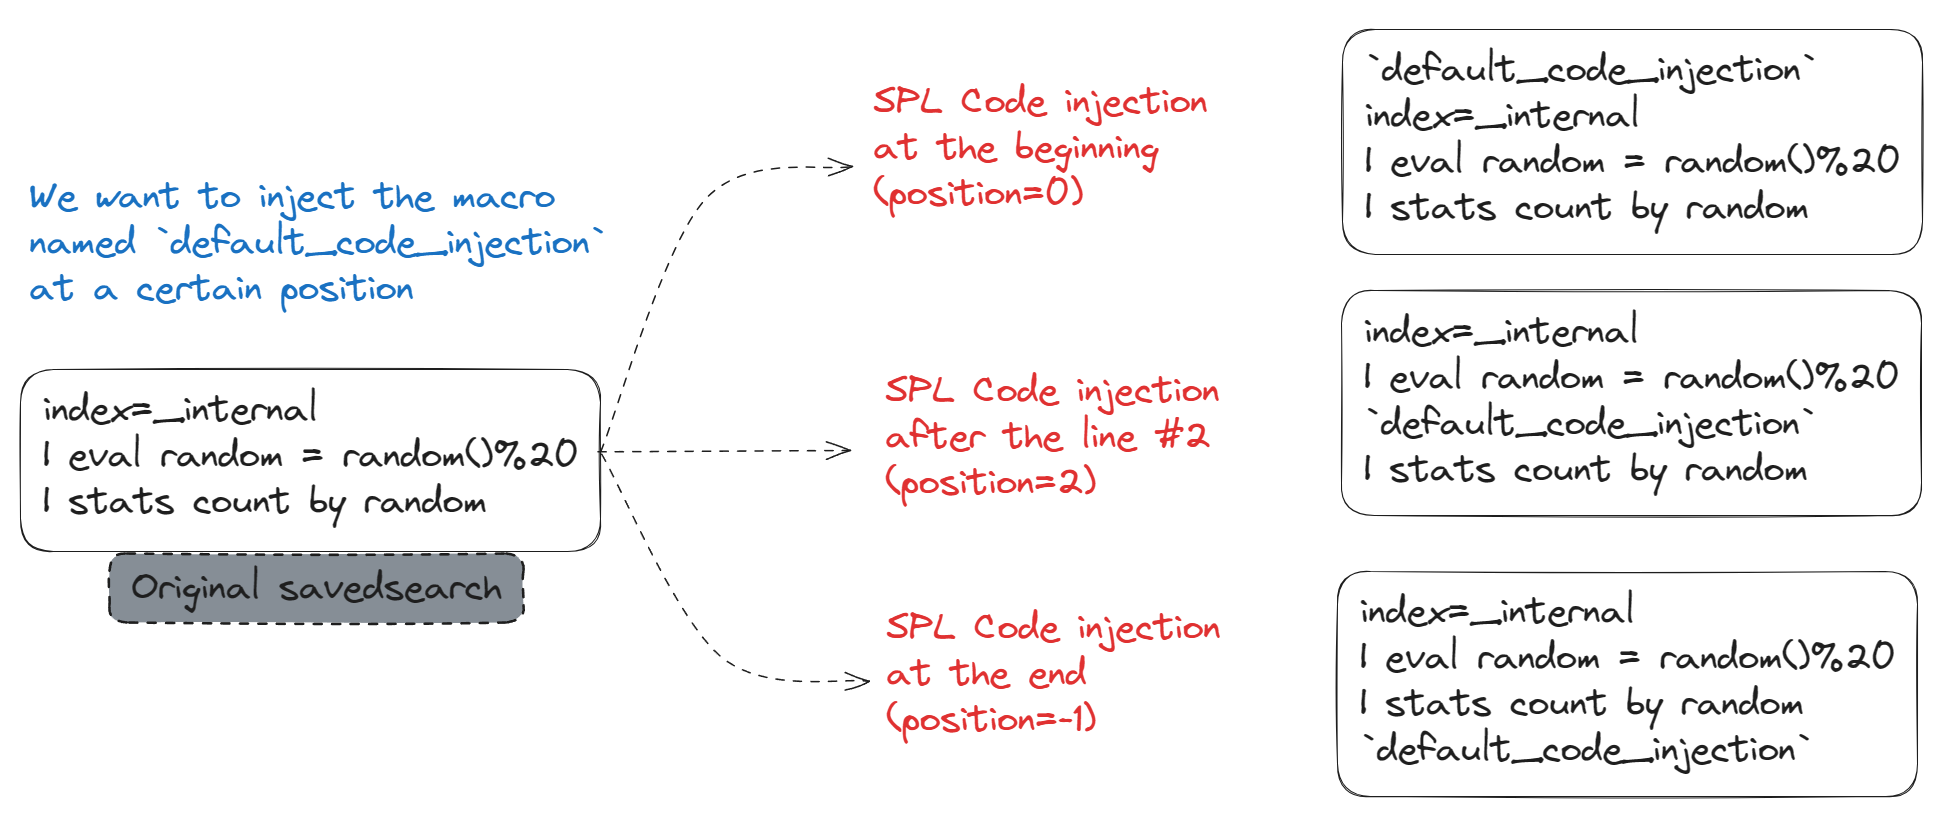 We want to inject the macro
named `default_code_injection`
at a certain position
index=_internal
| eval random = random()%20
| stats count by random
Original savedsearch
SPL Code injection
at the beginning
(position=0)
SPL Code injection
after the line #2
(position=2)
SPL Code injection
at the end
(position=-1)
`default_code_injection`
index=_internal
| eval random = random()%20
| stats count by random
index=_internal
| eval random = random()%20
`default_code_injection`
| stats count by random
index=_internal
| eval random = random()%20
| stats count by random
`default_code_injection`